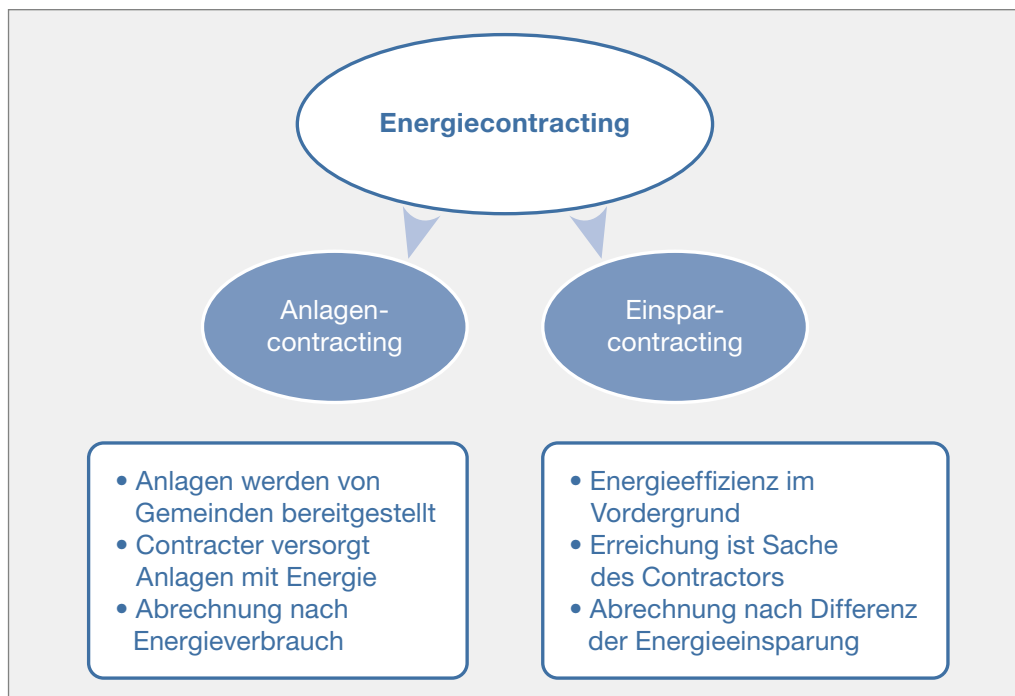 Energiecontracting
Anlagen-
contracting
Einspar-
contracting
• Anlagen werden von
Gemeinden bereitgestellt
• Contracter versorgt
Anlagen mit Energie
• Abrechnung nach
Energieverbrauch
• Energieeffizienz im
Vordergrund
• Erreichung ist Sache
des Contractors
• Abrechnung nach Differenz
der Energieeinsparung